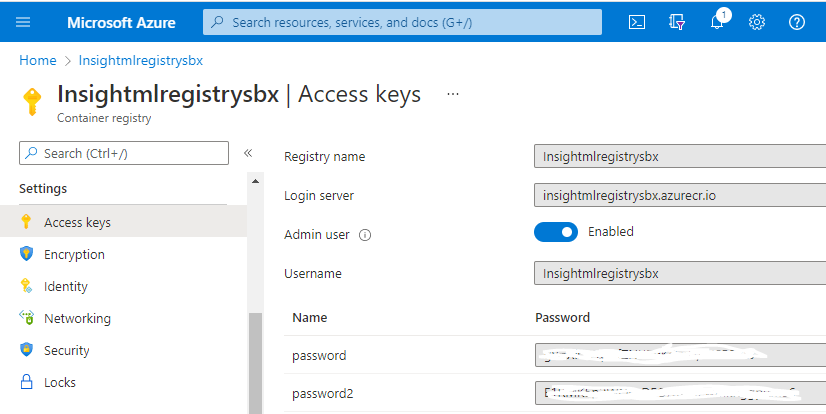 Microsoft Azure
Search resources, services, and docs (G+/)
1
Home > Insightmlregistrysbx
Insightmlregistrysbx | Access keys ...
Container registry
Search (Ctrl+/)
«
Settings
Access keys
Encryption
Identity
Networking
Security
Locks
Registry name Insightmlregistrysbx
Login server insightmlregistrysbx.azurecr.io
Admin user Enabled
Username Insightmlregistrysbx
Name Password
password
password2